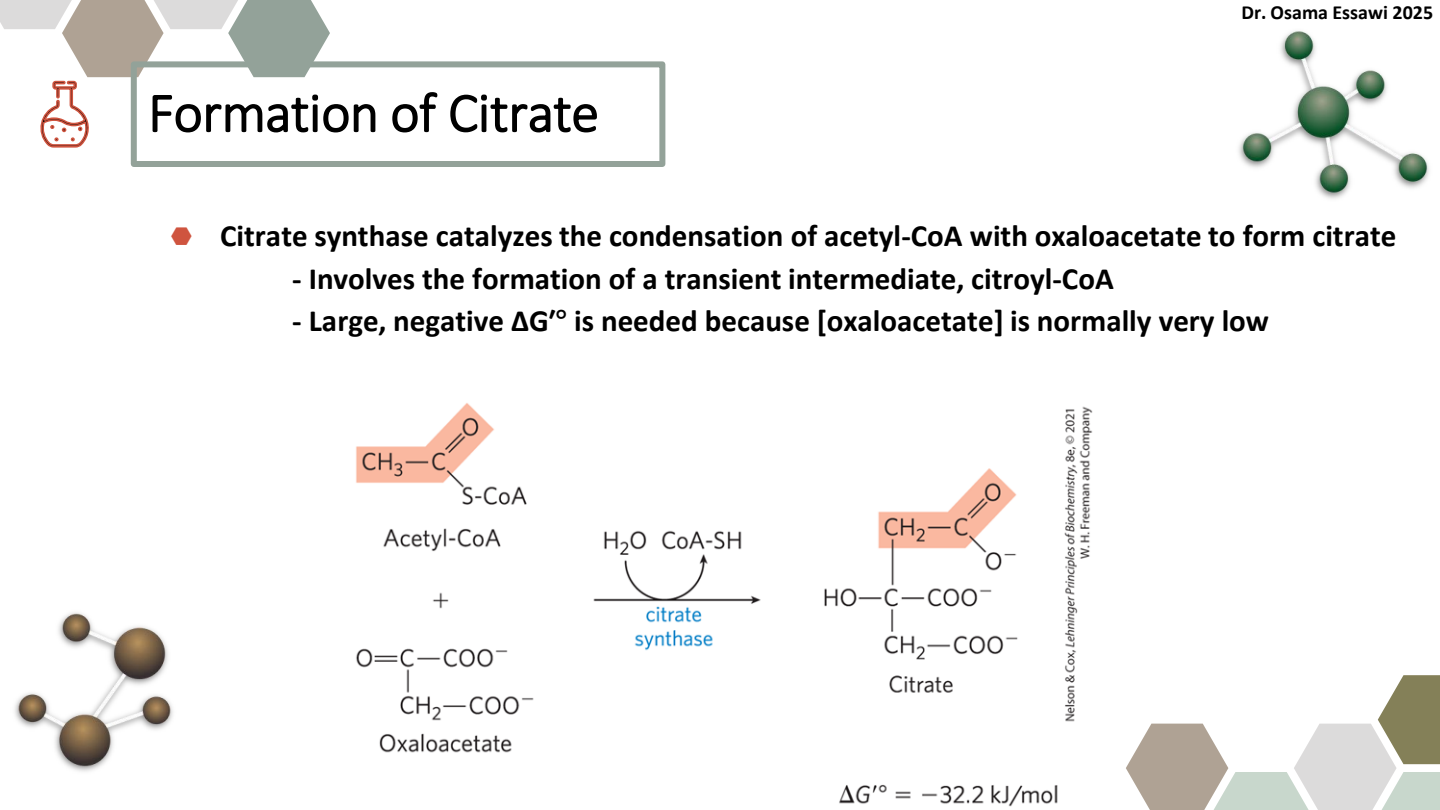 Dr. Osama Essawi 2025
Formation of Citrate
Citrate synthase catalyzes the condensation of acetyl-CoA with oxaloacetate to form citrate
- Involves the formation of a transient intermediate, citroyl-CoA
- Large, negative ΔG′° is needed because [oxaloacetate] is normally very low
O
CH₃—C
S-CoA
Acetyl-CoA
+
O=C—COO⁻
CH₂—COO⁻
Oxaloacetate
H₂O CoA-SH
citrate
synthase
O
CH₂—C
O⁻
HO—C—COO⁻
CH₂—COO⁻
Citrate
ΔG′° = −32.2 kJ/mol
Nelson & Cox, Lehninger Principles of Biochemistry, 8e, © 2021
W. H. Freeman and Company